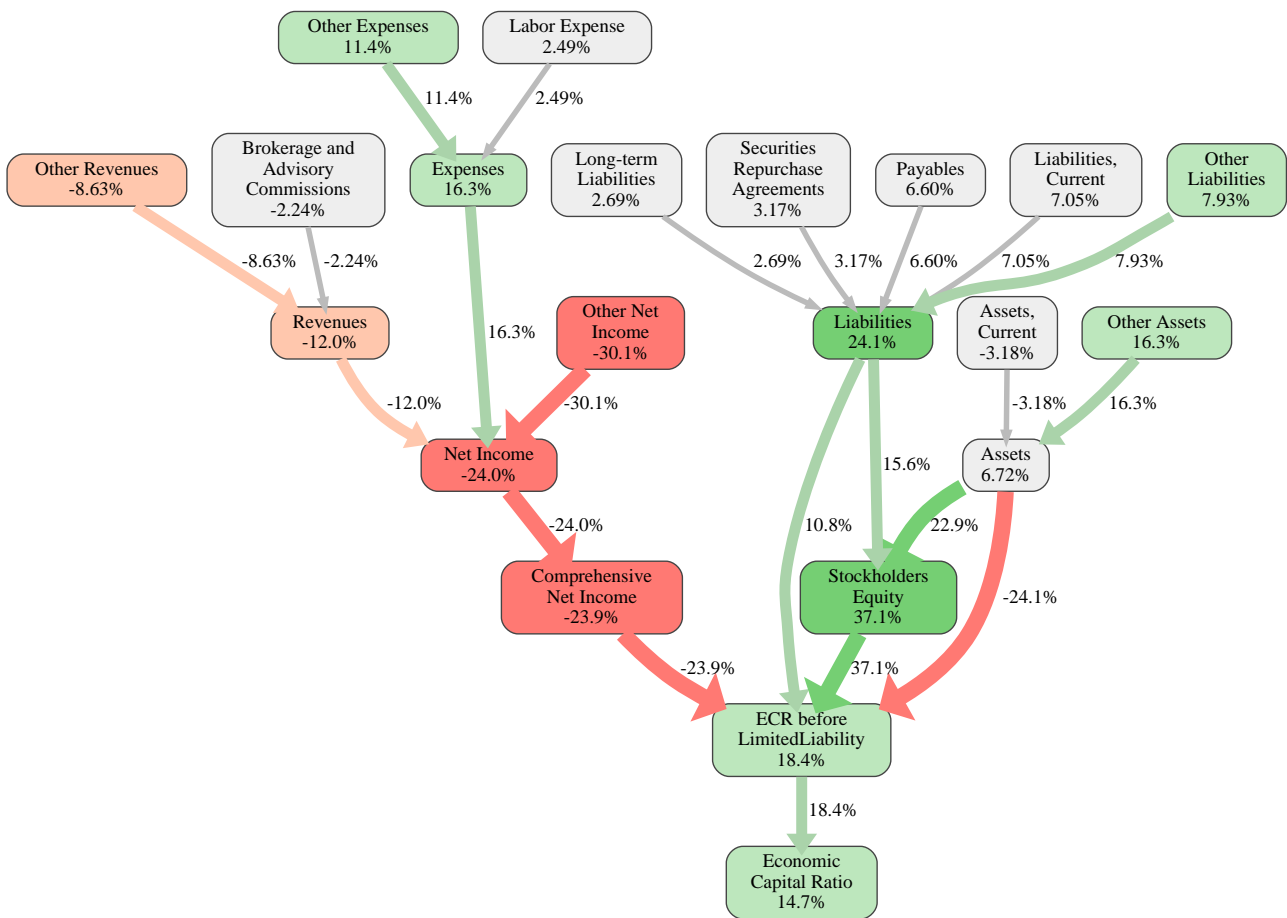 Other Expenses
11.4%
Labor Expense
2.49%
11.4%
2.49%
Other Revenues
-8.63%
Brokerage and
Advisory
Commissions
-2.24%
Expenses
16.3%
Long-term
Liabilities
2.69%
Securities
Repurchase
Agreements
3.17%
Payables
6.60%
Liabilities,
Current
7.05%
Other
Liabilities
7.93%
-8.63%
-2.24%
2.69%
3.17%
6.60%
7.05%
7.93%
Revenues
-12.0%
16.3%
Other Net
Income
-30.1%
Liabilities
24.1%
Assets,
Current
-3.18%
Other Assets
16.3%
-12.0%
-30.1%
-3.18%
16.3%
Net Income
-24.0%
15.6%
Assets
6.72%
-24.0%
10.8%
22.9%
Comprehensive
Net Income
-23.9%
Stockholders
Equity
37.1%
-24.1%
-23.9%
37.1%
ECR before
LimitedLiability
18.4%
18.4%
Economic
Capital Ratio
14.7%